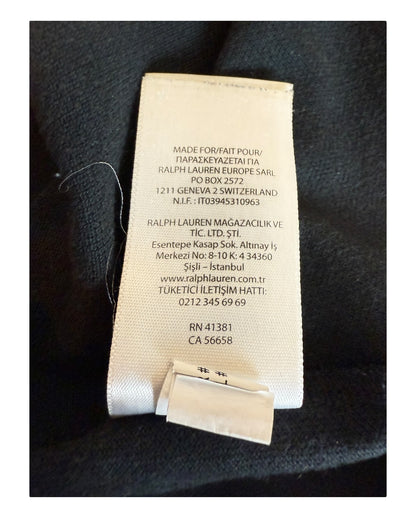 MADE FOR/FAIT POUR/
ΠΑΡΑΣΚΕΥΑΖΕΤΑΙ ΓΙΑ
RALPH LAUREN EUROPE SARL
PO BOX 2572
1211 GENEVA 2 SWITZERLAND
N.I.F. : IT03945310963
RALPH LAUREN MAĞAZACILIK VE
TİC. LTD. ŞTİ.
Esentepe Kasap Sok. Altınay İş
Merkezi No: 8-10 K: 4 34360
Şişli – İstanbul
www.ralphlauren.com.tr
TÜKETİCİ İLETİŞİM HATTI:
0212 345 69 69
RN 41381
CA 56658